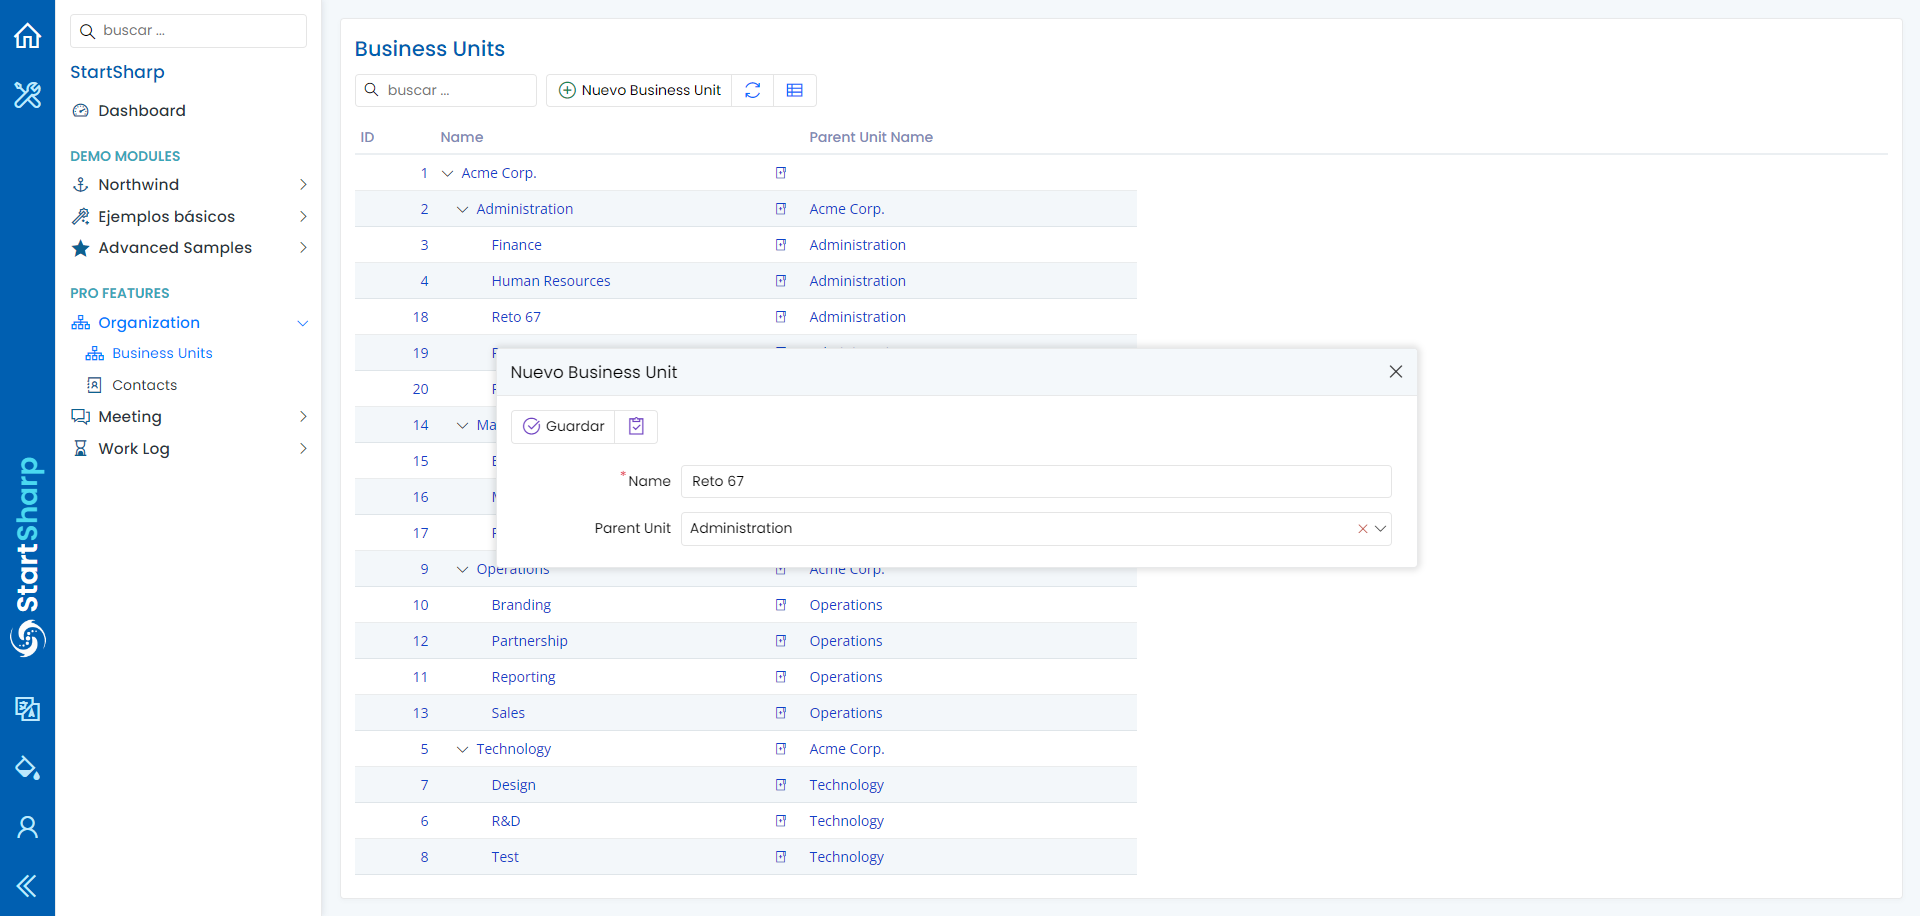 buscar ...
StartSharp
Dashboard
DEMO MODULES
Northwind
Ejemplos básicos
Advanced Samples
PRO FEATURES
Organization
Business Units
Contacts
Meeting
Work Log
StartSharp
Business Units
buscar ...
Nuevo Business Unit
ID Name Parent Unit Name
1 Acme Corp.
2 Administration Acme Corp.
3 Finance Administration
4 Human Resources Administration
18 Reto 67 Administration
19
20
14 Ma
15
16
17
9 Operations Acme Corp.
10 Branding Operations
12 Partnership Operations
11 Reporting Operations
13 Sales Operations
5 Technology Acme Corp.
7 Design Technology
6 R&D Technology
8 Test Technology
Nuevo Business Unit
Guardar
* Name Reto 67
Parent Unit Administration